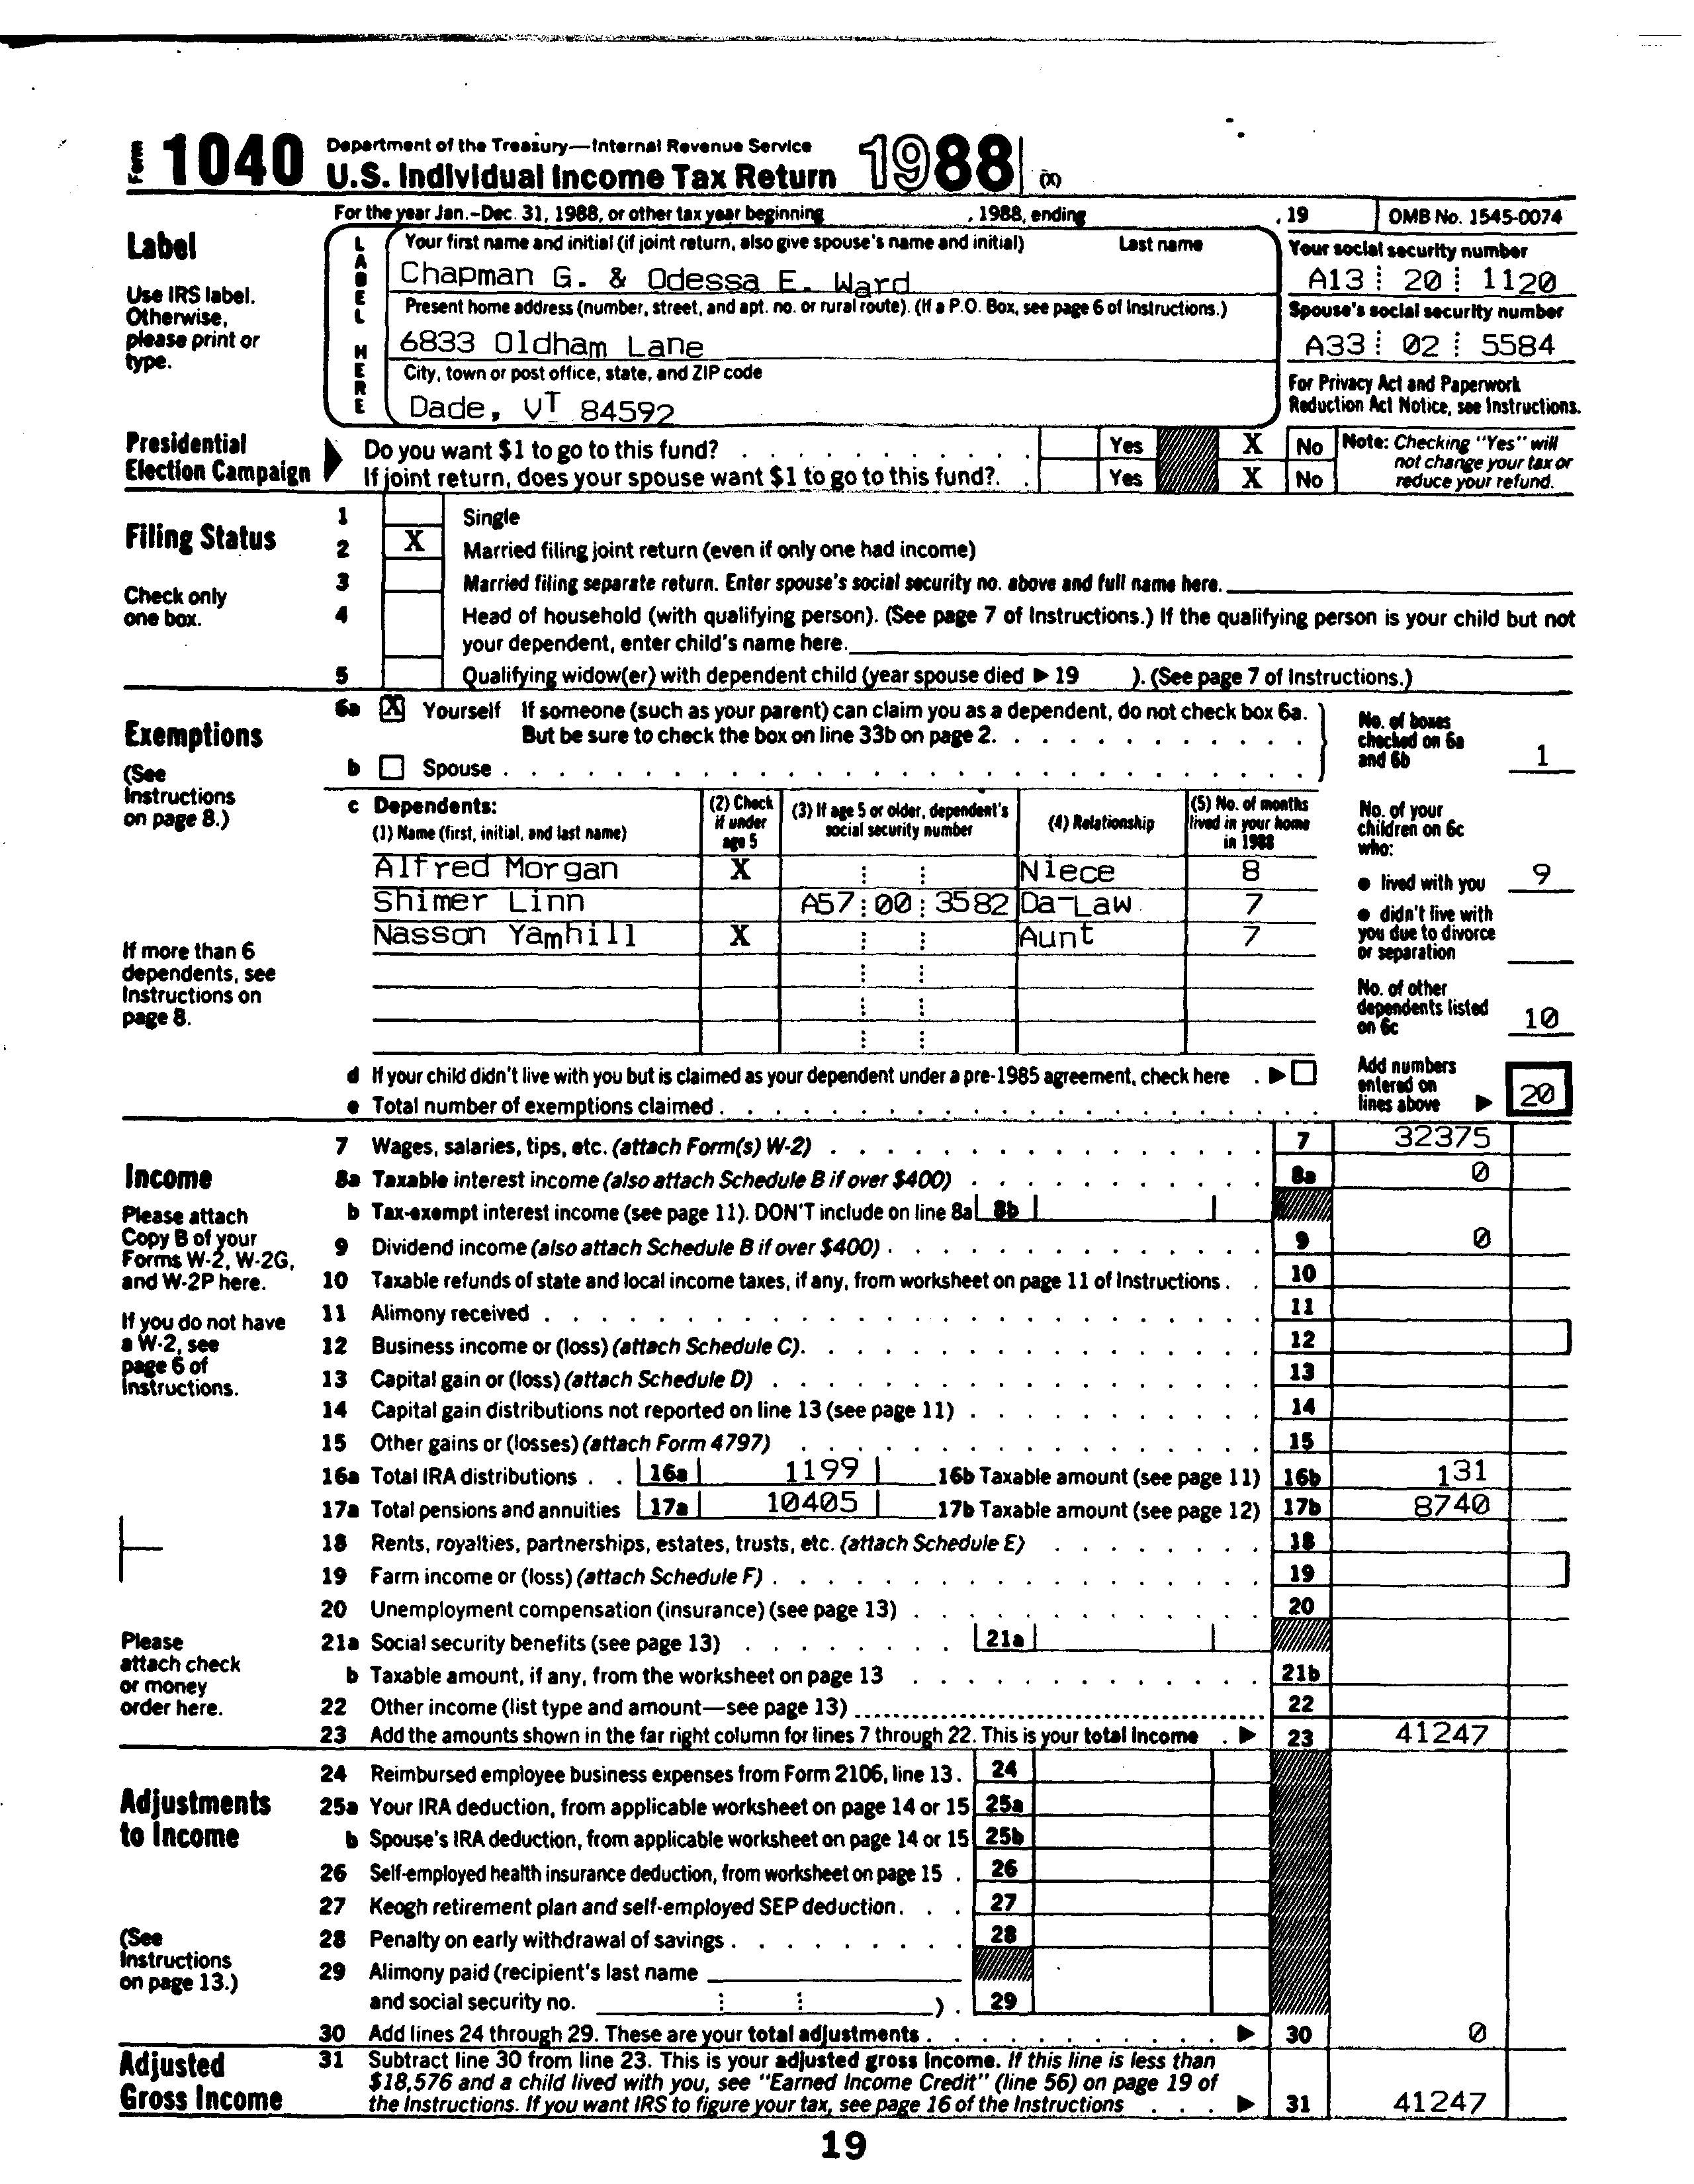 Form 1040 Department of the Treasury—Internal Revenue Service
U.S. Individual Income Tax Return 1988 (X)
For the year Jan.-Dec. 31, 1988, or other tax year beginning , 1988, ending , 19 OMB No. 1545-0074
Label
Use IRS label.
Otherwise,
please print or
type.
LABEL HERE
Your first name and initial (if joint return, also give spouse's name and initial) Last name
Chapman G. & Odessa E. Ward
Present home address (number, street, and apt. no. or rural route). (If a P.O. Box, see page 6 of Instructions.)
6833 Oldham Lane
City, town or post office, state, and ZIP code
Dade, VT 84592
Your social security number
A13 20 1120
Spouse's social security number
A33 02 5584
For Privacy Act and Paperwork
Reduction Act Notice, see Instructions.
Presidential
Election Campaign
Do you want $1 to go to this fund? Yes X No
If joint return, does your spouse want $1 to go to this fund?. Yes X No
Note: Checking "Yes" will
not change your tax or
reduce your refund.
Filing Status
Check only
one box.
1 Single
2 X Married filing joint return (even if only one had income)
3 Married filing separate return. Enter spouse's social security no. above and full name here.
4 Head of household (with qualifying person). (See page 7 of Instructions.) If the qualifying person is your child but not
your dependent, enter child's name here.
5 Qualifying widow(er) with dependent child (year spouse died ▶ 19 ). (See page 7 of Instructions.)
Exemptions
(See
Instructions
on page 8.)
If more than 6
dependents, see
Instructions on
page 8.
6a X Yourself If someone (such as your parent) can claim you as a dependent, do not check box 6a.
But be sure to check the box on line 33b on page 2.
b Spouse
No. of boxes
checked on 6a
and 6b 1
c Dependents:
(1) Name (first, initial, and last name)
(2) Check
if under
age 5
(3) If age 5 or older, dependent's
social security number
(4) Relationship
(5) No. of months
lived in your home
in 1988
Alfred Morgan X Niece 8
Shimer Linn A57 00 3582 Da-Law 7
Nasson Yamhill X Aunt 7
No. of your
children on 6c
who:
● lived with you 9
● didn't live with
you due to divorce
or separation
No. of other
dependents listed
on 6c 10
d If your child didn't live with you but is claimed as your dependent under a pre-1985 agreement, check here ▶
e Total number of exemptions claimed
Add numbers
entered on
lines above ▶ 20
Income
Please attach
Copy B of your
Forms W-2, W-2G,
and W-2P here.
If you do not have
a W-2, see
page 6 of
Instructions.
Please
attach check
or money
order here.
7 Wages, salaries, tips, etc. (attach Form(s) W-2) 7 32375
8a Taxable interest income (also attach Schedule B if over $400) 8a 0
b Tax-exempt interest income (see page 11). DON'T include on line 8a 8b
9 Dividend income (also attach Schedule B if over $400) 9 0
10 Taxable refunds of state and local income taxes, if any, from worksheet on page 11 of Instructions 10
11 Alimony received 11
12 Business income or (loss) (attach Schedule C). 12
13 Capital gain or (loss) (attach Schedule D) 13
14 Capital gain distributions not reported on line 13 (see page 11) 14
15 Other gains or (losses) (attach Form 4797) 15
16a Total IRA distributions 16a 1199 16b Taxable amount (see page 11) 16b 131
17a Total pensions and annuities 17a 10405 17b Taxable amount (see page 12) 17b 8740
18 Rents, royalties, partnerships, estates, trusts, etc. (attach Schedule E) 18
19 Farm income or (loss) (attach Schedule F) 19
20 Unemployment compensation (insurance) (see page 13) 20
21a Social security benefits (see page 13) 21a
b Taxable amount, if any, from the worksheet on page 13 21b
22 Other income (list type and amount—see page 13) 22
23 Add the amounts shown in the far right column for lines 7 through 22. This is your total income ▶ 23 41247
Adjustments
to Income
(See
Instructions
on page 13.)
24 Reimbursed employee business expenses from Form 2106, line 13. 24
25a Your IRA deduction, from applicable worksheet on page 14 or 15 25a
b Spouse's IRA deduction, from applicable worksheet on page 14 or 15 25b
26 Self-employed health insurance deduction, from worksheet on page 15 26
27 Keogh retirement plan and self-employed SEP deduction 27
28 Penalty on early withdrawal of savings 28
29 Alimony paid (recipient's last name
and social security no. ) 29
30 Add lines 24 through 29. These are your total adjustments ▶ 30 0
Adjusted
Gross Income
31 Subtract line 30 from line 23. This is your adjusted gross income. If this line is less than
$18,576 and a child lived with you, see "Earned Income Credit" (line 56) on page 19 of
the Instructions. If you want IRS to figure your tax, see page 16 of the Instructions ▶ 31 41247
19